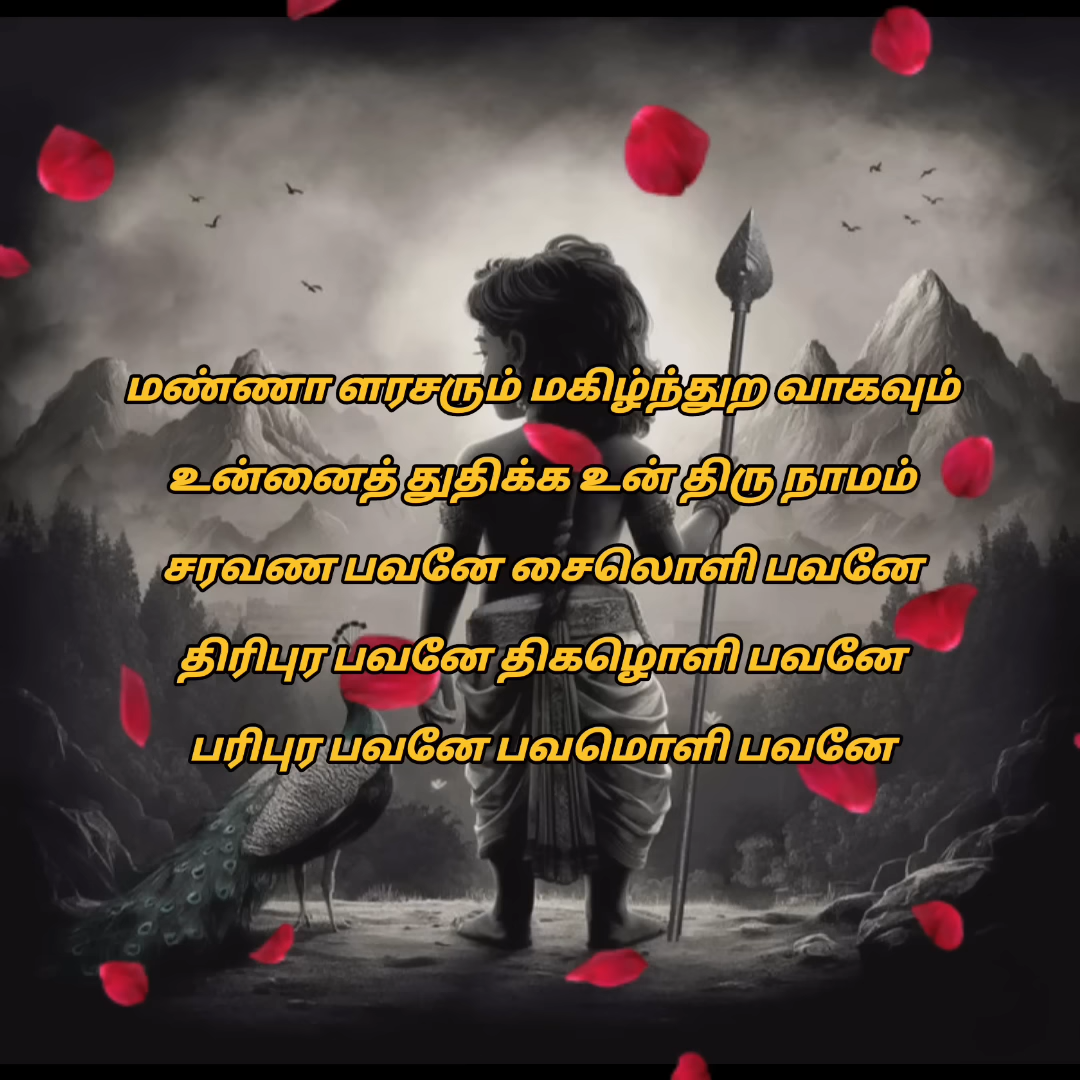 மண்ணா ளரசரும் மகிழ்ந்துற வாகவும்
உன்னைத் துதிக்க உன் திரு நாமம்
சரவண பவனே சைலொளி பவனே
திரிபுர பவனே திகழொளி பவனே
பரிபுர பவனே பவமொளி பவனே